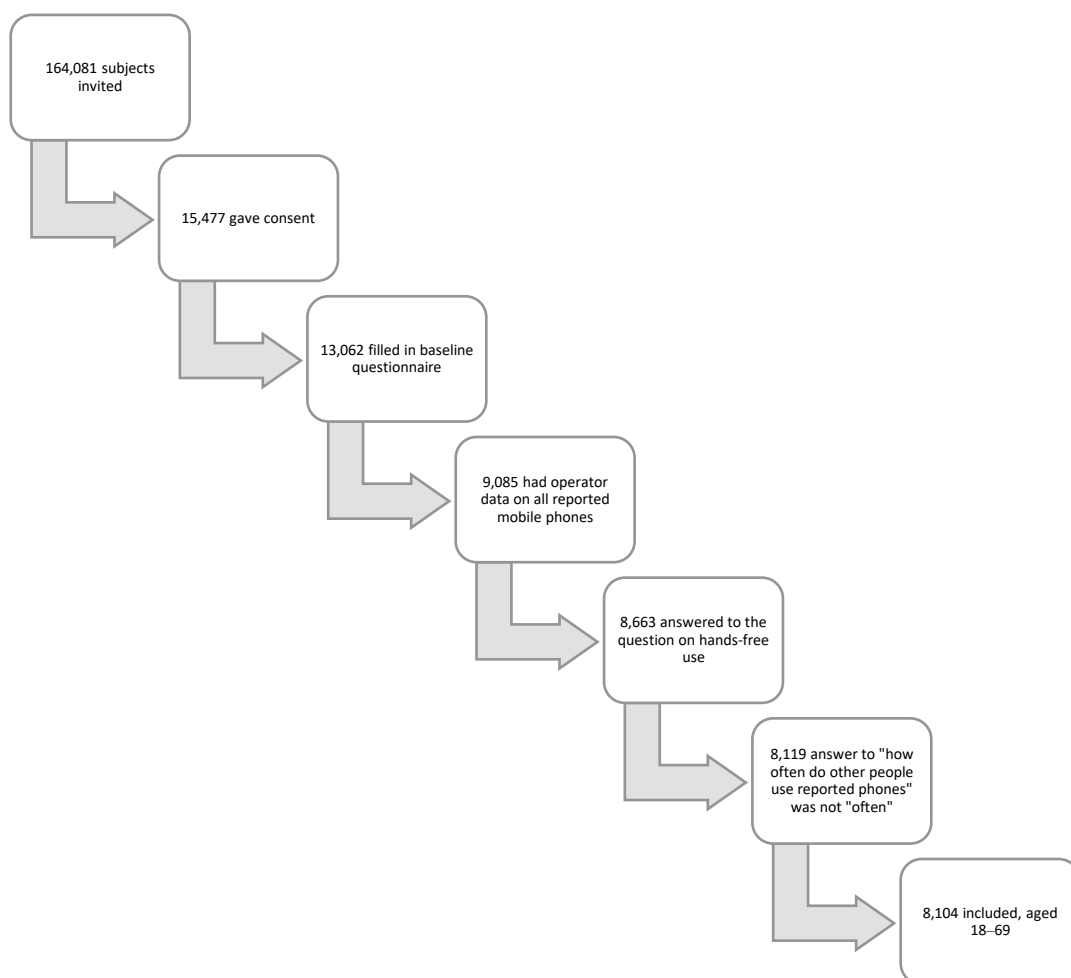 164,081 subjects
invited
15,477 gave consent
13,062 filled in baseline
questionnaire
9,085 had operator
data on all reported
mobile phones
8,663 answered to the
question on hands-free
use
8,119 answer to "how
often do other people
use reported phones"
was not "often"
8,104 included, aged
18–69